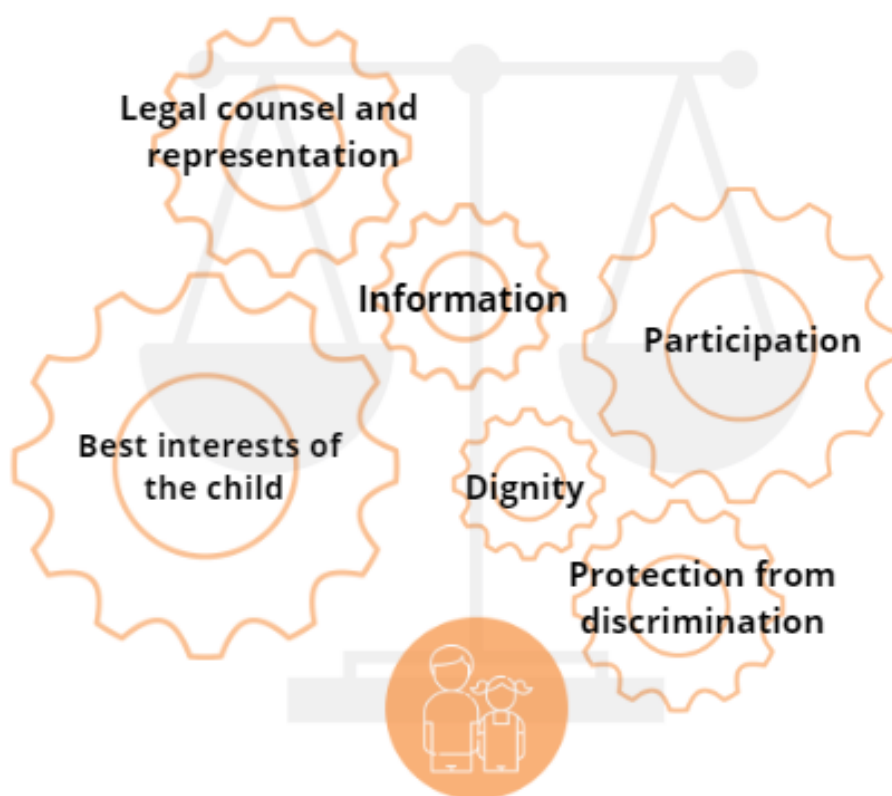 Legal counsel and
representation
Information
Participation
Best interests of
the child
Dignity
Protection from
discrimination